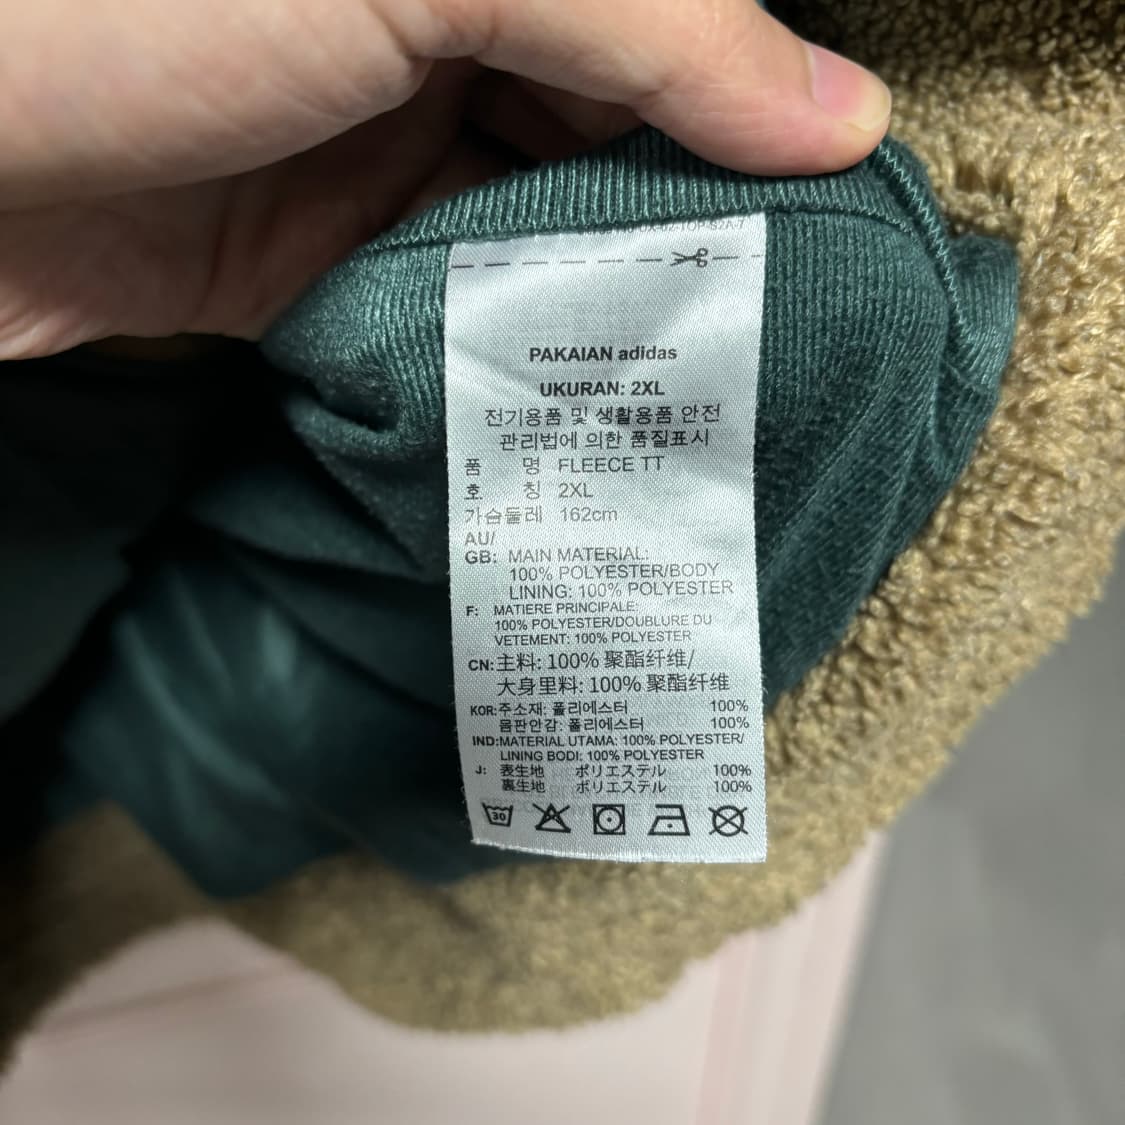 PAKAIAN adidas
UKURAN: 2XL
전기용품 및 생활용품 안전
관리법에 의한 품질표시
품 명 FLEECE TT
호 칭 2XL
가슴둘레 162cm
AU/
GB: MAIN MATERIAL:
100% POLYESTER/BODY
LINING: 100% POLYESTER
F: MATIERE PRINCIPALE:
100% POLYESTER/DOUBLURE DU
VETEMENT: 100% POLYESTER
CN: 主料: 100% 聚酯纤维/
大身里料: 100% 聚酯纤维
KOR: 주소재: 폴리에스터 100%
몸판안감: 폴리에스터 100%
IND: MATERIAL UTAMA: 100% POLYESTER/
LINING BODI: 100% POLYESTER
J: 表生地 ポリエステル 100%
裏生地 ポリエステル 100%
30